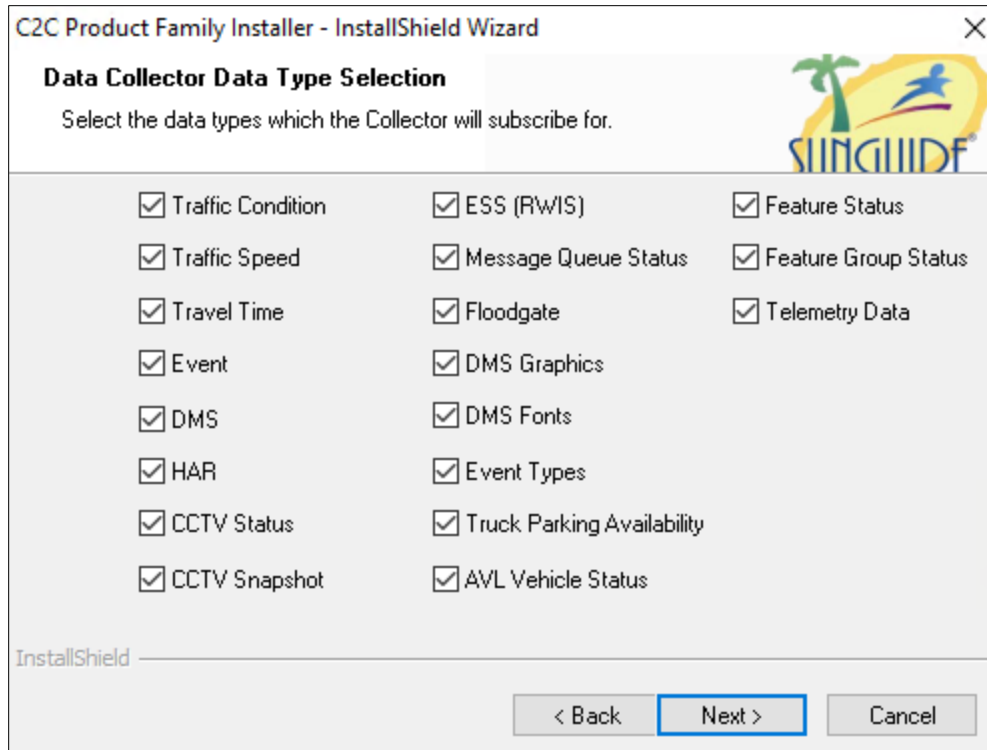 C2C Product Family Installer - InstallShield Wizard
Data Collector Data Type Selection
Select the data types which the Collector will subscribe for.
SUNGUIDE®
Traffic Condition
Traffic Speed
Travel Time
Event
DMS
HAR
CCTV Status
CCTV Snapshot
ESS (RWIS)
Message Queue Status
Floodgate
DMS Graphics
DMS Fonts
Event Types
Truck Parking Availability
AVL Vehicle Status
Feature Status
Feature Group Status
Telemetry Data
InstallShield
< Back
Next >
Cancel